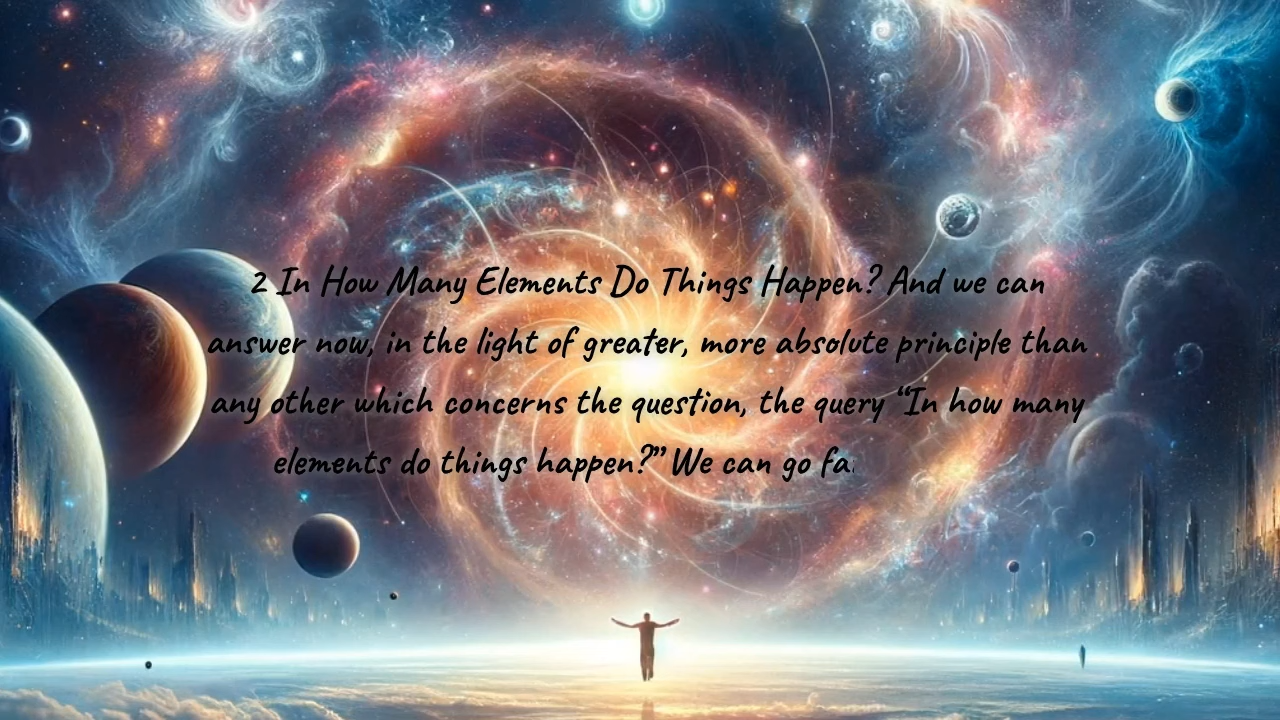 2 In How Many Elements Do Things Happen? And we can
answer now, in the light of greater, more absolute principle than
any other which concerns the question, the query “In how many
elements do things happen?” We can go fa